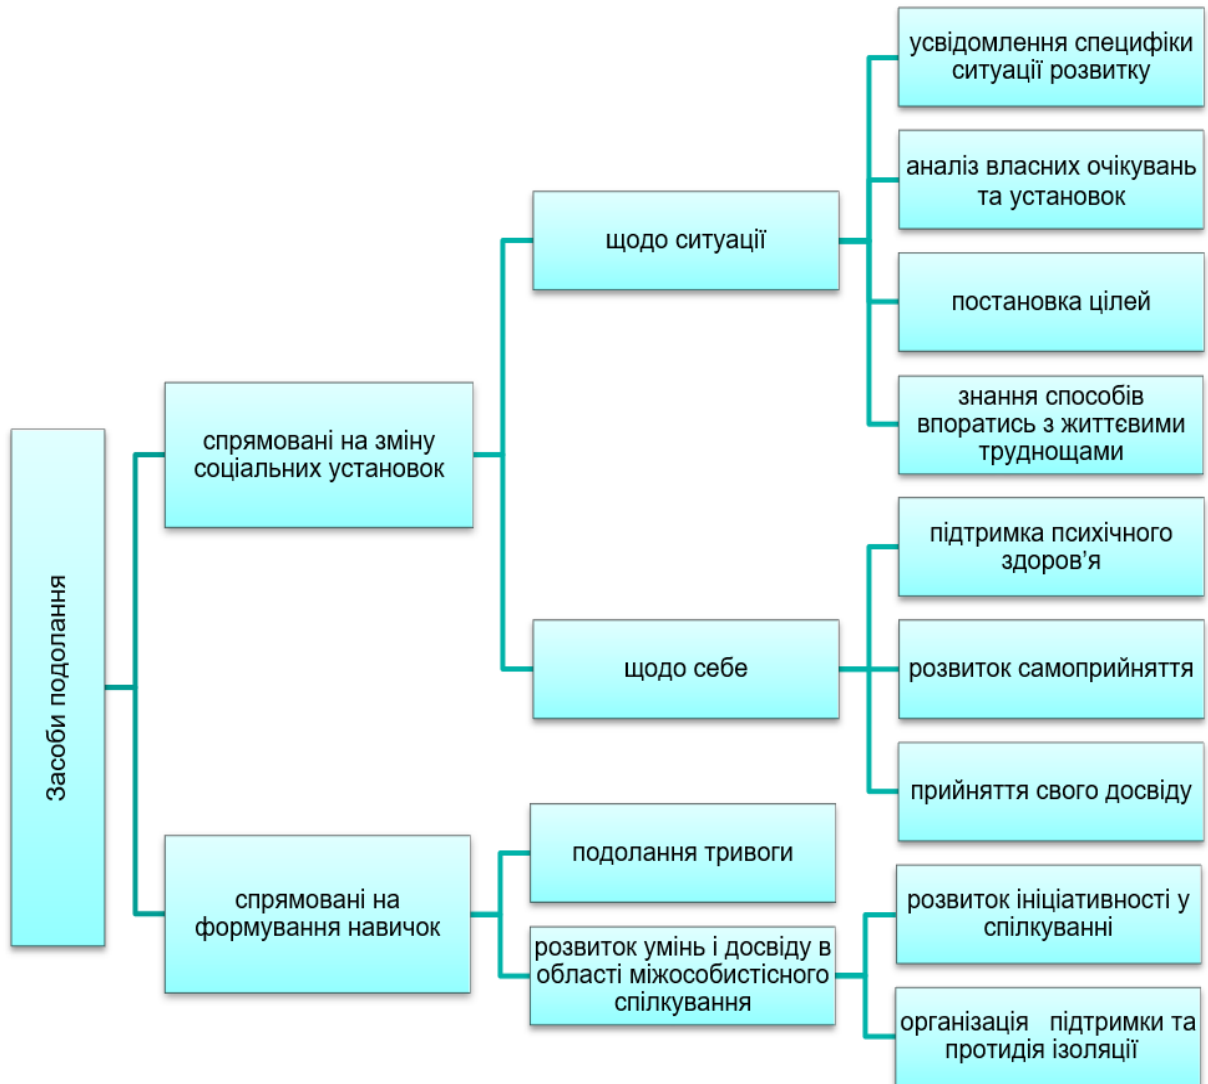 Засоби подолання
спрямовані на зміну
соціальних установок
щодо ситуації
усвідомлення специфіки
ситуації розвитку
аналіз власних очікувань
та установок
постановка цілей
знання способів
впоратись з життєвими
труднощами
щодо себе
підтримка психічного
здоров’я
розвиток самоприйняття
прийняття свого досвіду
спрямовані на
формування навичок
подолання тривоги
розвиток умінь і досвіду в
області міжособистісного
спілкування
розвиток ініціативності у
спілкуванні
організація підтримки та
протидія ізоляції